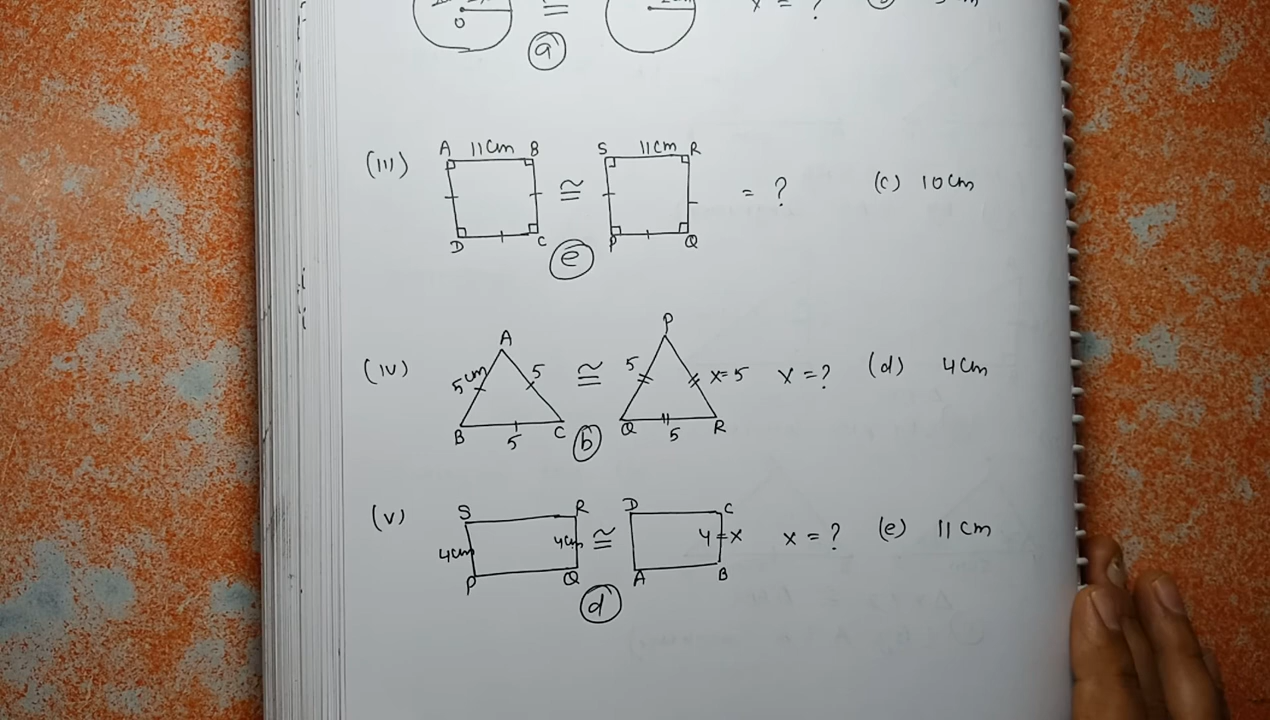 O ≅ x = ?
(a)
(iii) A 11cm B S 11cm R
≅ = ? (c) 10cm
D C P Q
(e)
(iv) A P
5cm 5 ≅ 5 x=5 x=? (d) 4cm
B 5 C Q 5 R
(b)
(v) S R D C
4cm 4cm ≅ 4 x x=? (e) 11cm
P Q A B
(d)